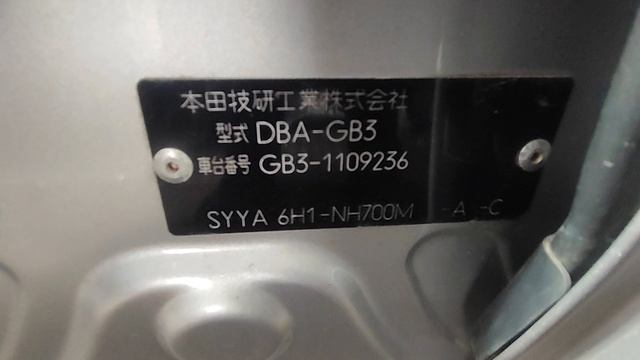 本田技研工業株式会社
型式 DBA-GB3
車台番号 GB3-1109236
SYYA 6H1-NH700M -A -C